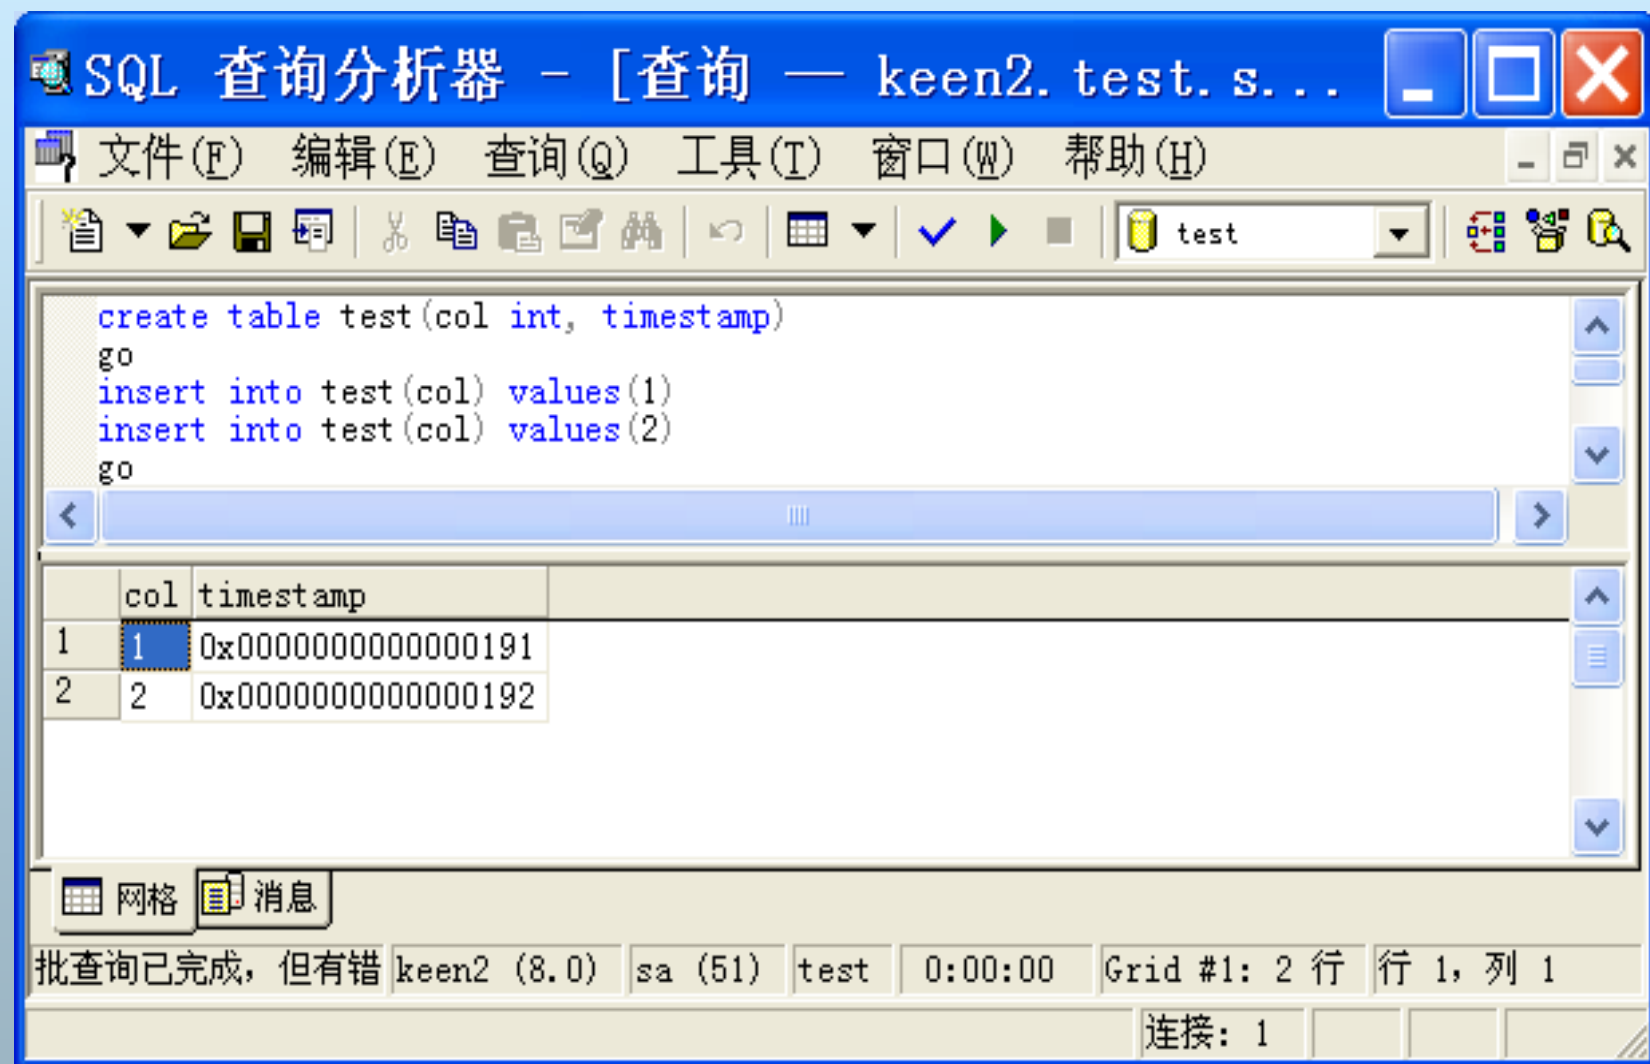 SQL 查询分析器 - [查询 — keen2.test.s...
文件(F) 编辑(E) 查询(Q) 工具(T) 窗口(W) 帮助(H)
test
create table test(col int, timestamp)
go
insert into test(col) values(1)
insert into test(col) values(2)
go
col timestamp
1 1 0x0000000000000191
2 2 0x0000000000000192
网格 消息
批查询已完成，但有错 keen2 (8.0) sa (51) test 0:00:00 Grid #1: 2 行 行 1, 列 1
连接: 1